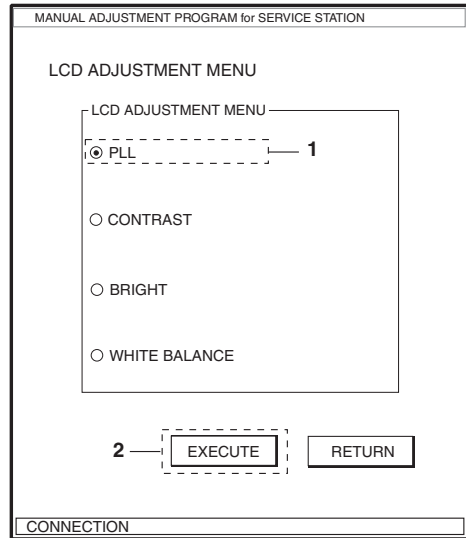 MANUAL ADJUSTMENT PROGRAM for SERVICE STATION
LCD ADJUSTMENT MENU
LCD ADJUSTMENT MENU
PLL
1
CONTRAST
BRIGHT
WHITE BALANCE
2
EXECUTE
RETURN
CONNECTION